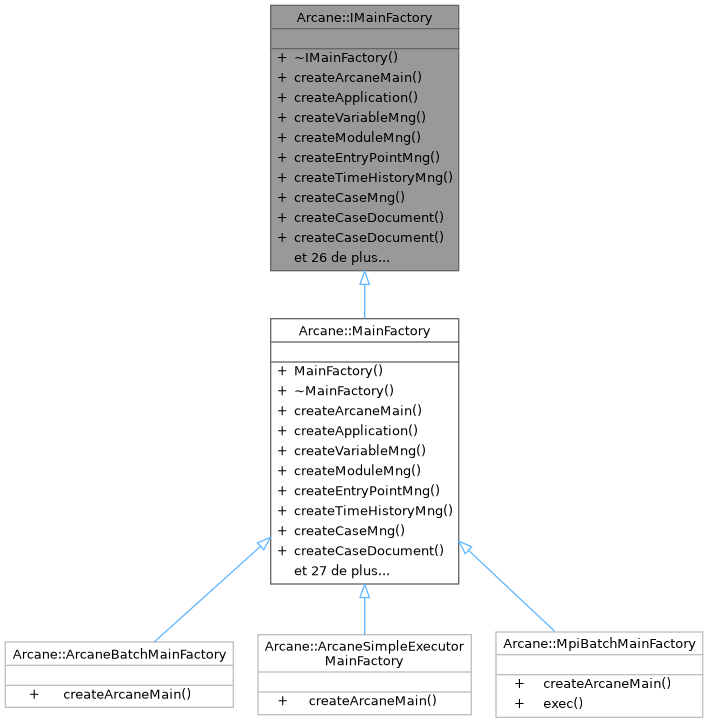 Arcane::IMainFactory
+ ~IMainFactory()
+ createArcaneMain()
+ createApplication()
+ createVariableMng()
+ createModuleMng()
+ createEntryPointMng()
+ createTimeHistoryMng()
+ createCaseMng()
+ createCaseDocument()
+ createCaseDocument()
et 26 de plus...
Arcane::MainFactory
+ MainFactory()
+ ~MainFactory()
+ createArcaneMain()
+ createApplication()
+ createVariableMng()
+ createModuleMng()
+ createEntryPointMng()
+ createTimeHistoryMng()
+ createCaseMng()
+ createCaseDocument()
et 27 de plus...
Arcane::ArcaneBatchMainFactory
+ createArcaneMain()
Arcane::ArcaneSimpleExecutor
MainFactory
+ createArcaneMain()
Arcane::MpiBatchMainFactory
+ createArcaneMain()
+ exec()